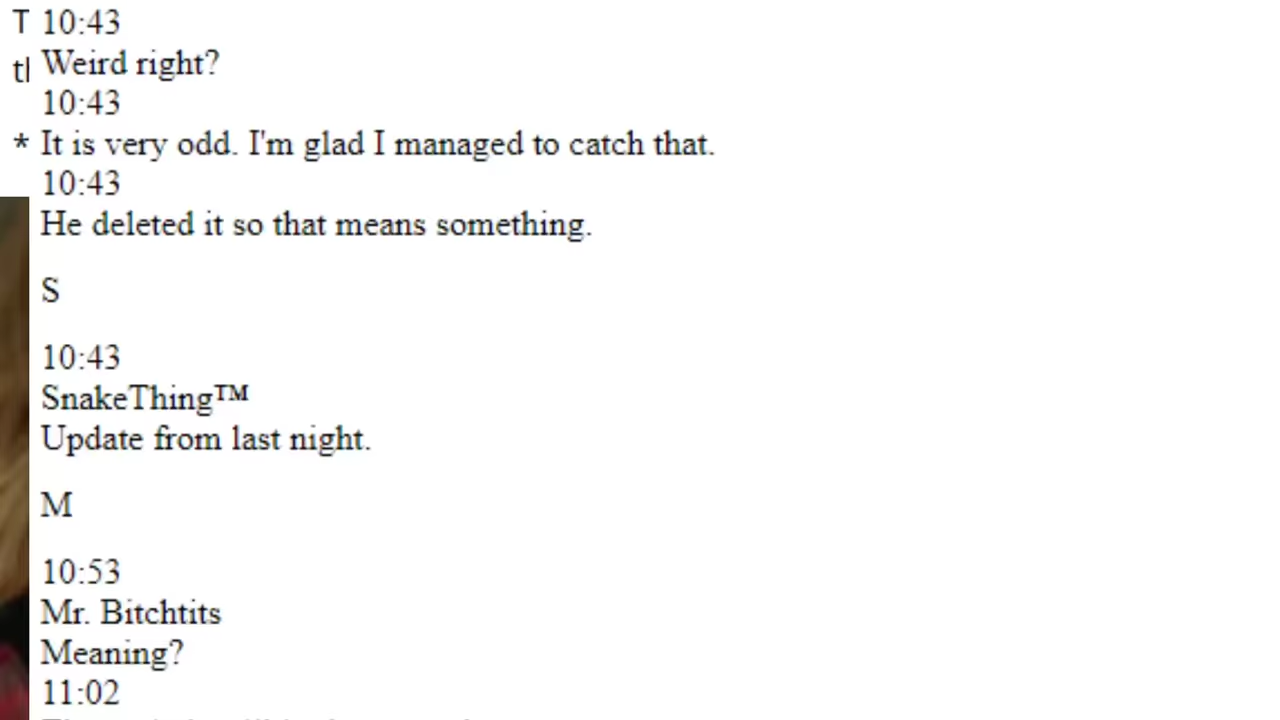 T 10:43
Weird right?
10:43
* It is very odd. I'm glad I managed to catch that.
10:43
He deleted it so that means something.
S
10:43
SnakeThing™
Update from last night.
M
10:53
Mr. Bitchtits
Meaning?
11:02